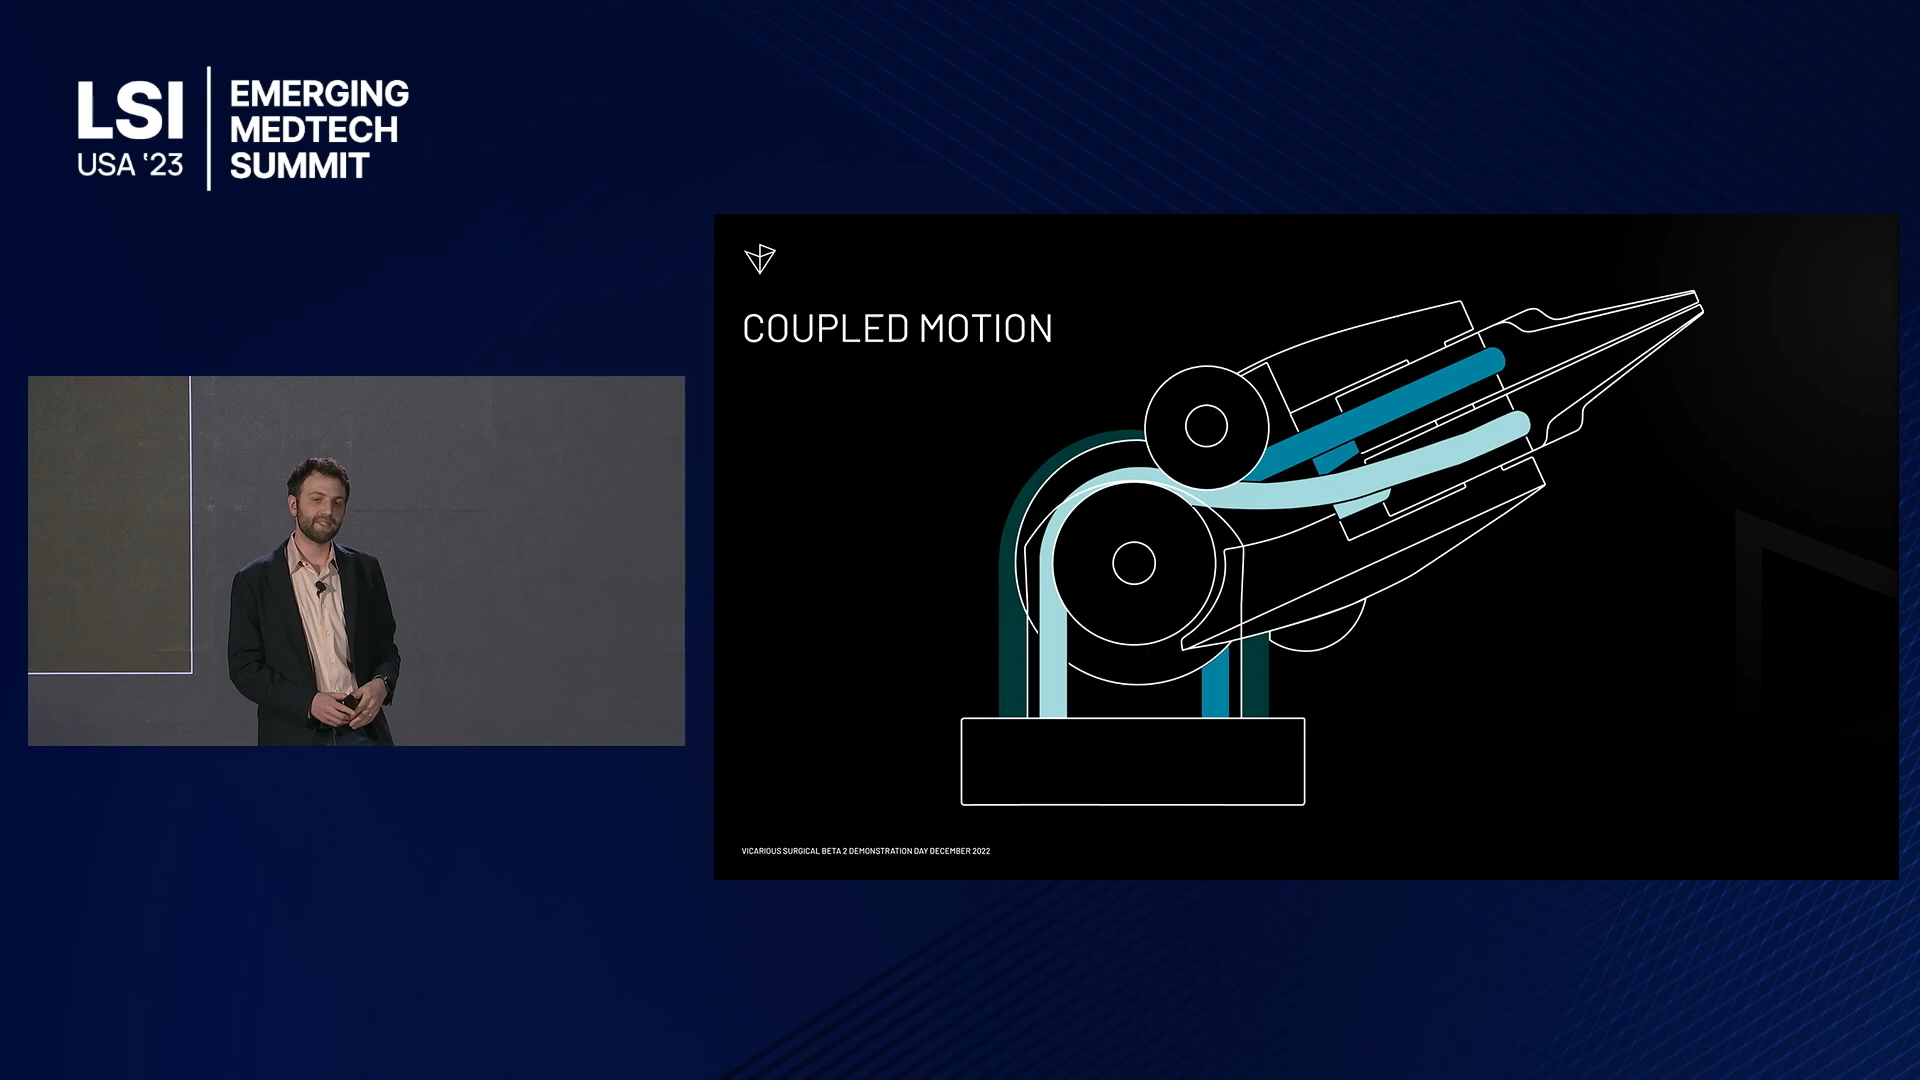 LSI
USA '23
EMERGING
MEDTECH
SUMMIT
COUPLED MOTION
VICARIOUS SURGICAL BETA 2 DEMONSTRATION DAY DECEMBER 2022